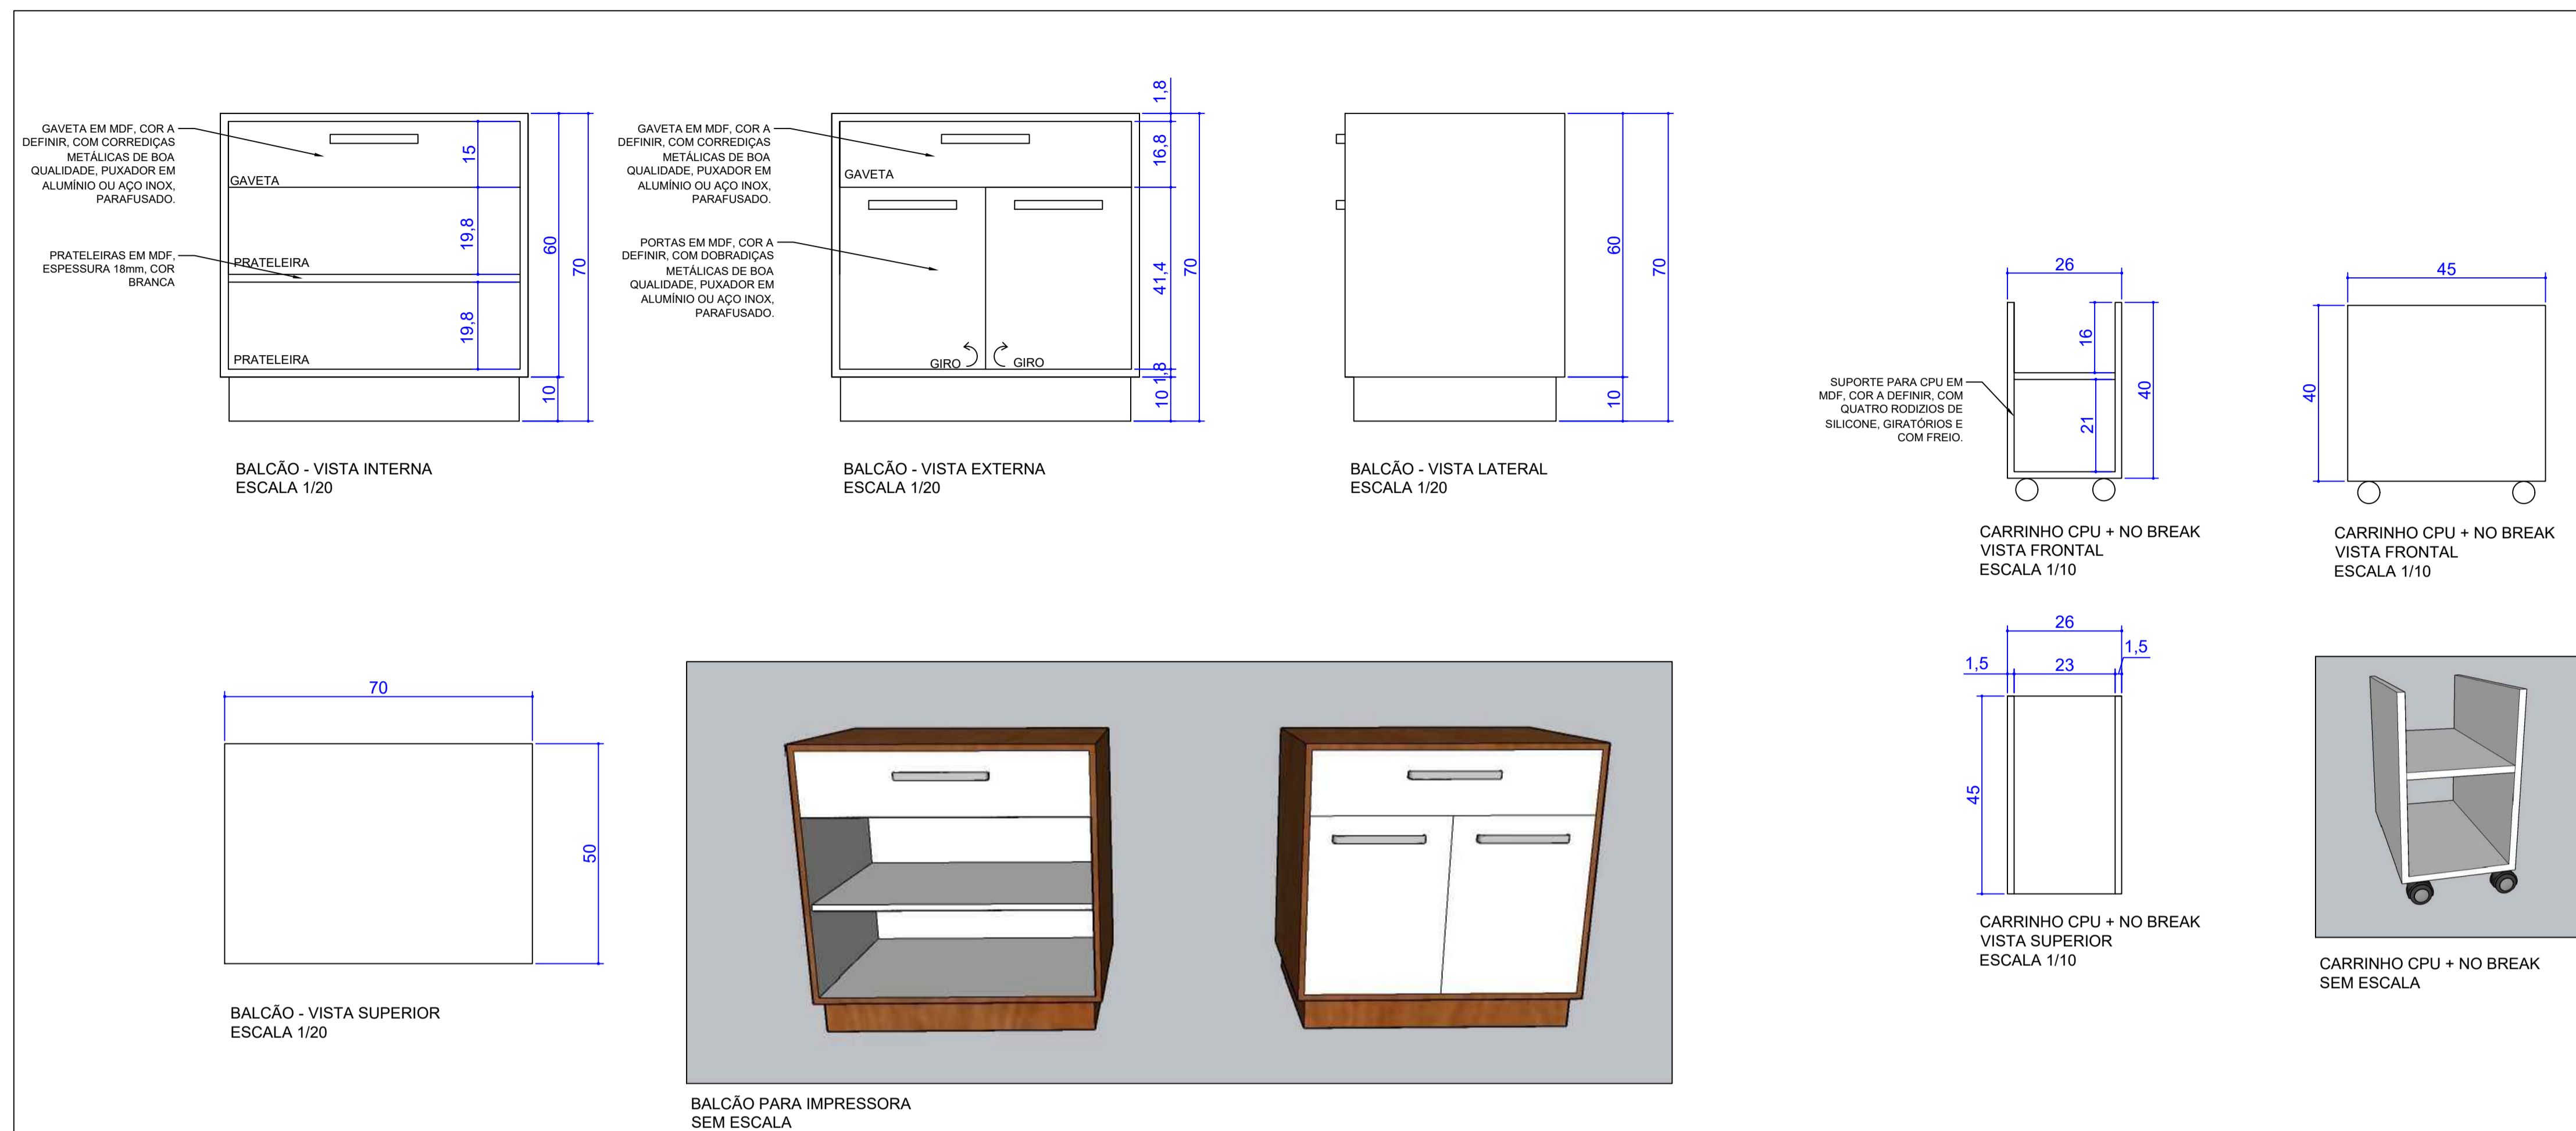 GAVETA EM MDF, COR A
DEFINIR, COM CORREDIÇAS
METÁLICAS DE BOA
QUALIDADE, PUXADOR EM
ALUMÍNIO OU AÇO INOX,
PARAFUSADO.
PRATELEIRAS EM MDF,
ESPESSURA 18mm, COR
BRANCA
GAVETA
PRATELEIRA
PRATELEIRA
15
19,8
19,8
60
10
70
BALCÃO - VISTA INTERNA
ESCALA 1/20
GAVETA EM MDF, COR A
DEFINIR, COM CORREDIÇAS
METÁLICAS DE BOA
QUALIDADE, PUXADOR EM
ALUMÍNIO OU AÇO INOX,
PARAFUSADO.
PORTAS EM MDF, COR A
DEFINIR, COM DOBRADIÇAS
METÁLICAS DE BOA
QUALIDADE, PUXADOR EM
ALUMÍNIO OU AÇO INOX,
PARAFUSADO.
GAVETA
GIRO
GIRO
1,8
16,8
41,4
1,8
10
70
BALCÃO - VISTA EXTERNA
ESCALA 1/20
60
10
70
BALCÃO - VISTA LATERAL
ESCALA 1/20
26
16
21
40
SUPORTE PARA CPU EM
MDF, COR A DEFINIR, COM
QUATRO RODIZIOS DE
SILICONE, GIRATÓRIOS E
COM FREIO.
CARRINHO CPU + NO BREAK
VISTA FRONTAL
ESCALA 1/10
45
40
CARRINHO CPU + NO BREAK
VISTA FRONTAL
ESCALA 1/10
70
50
BALCÃO - VISTA SUPERIOR
ESCALA 1/20
BALCÃO PARA IMPRESSORA
SEM ESCALA
26
1,5
23
1,5
45
CARRINHO CPU + NO BREAK
VISTA SUPERIOR
ESCALA 1/10
CARRINHO CPU + NO BREAK
SEM ESCALA